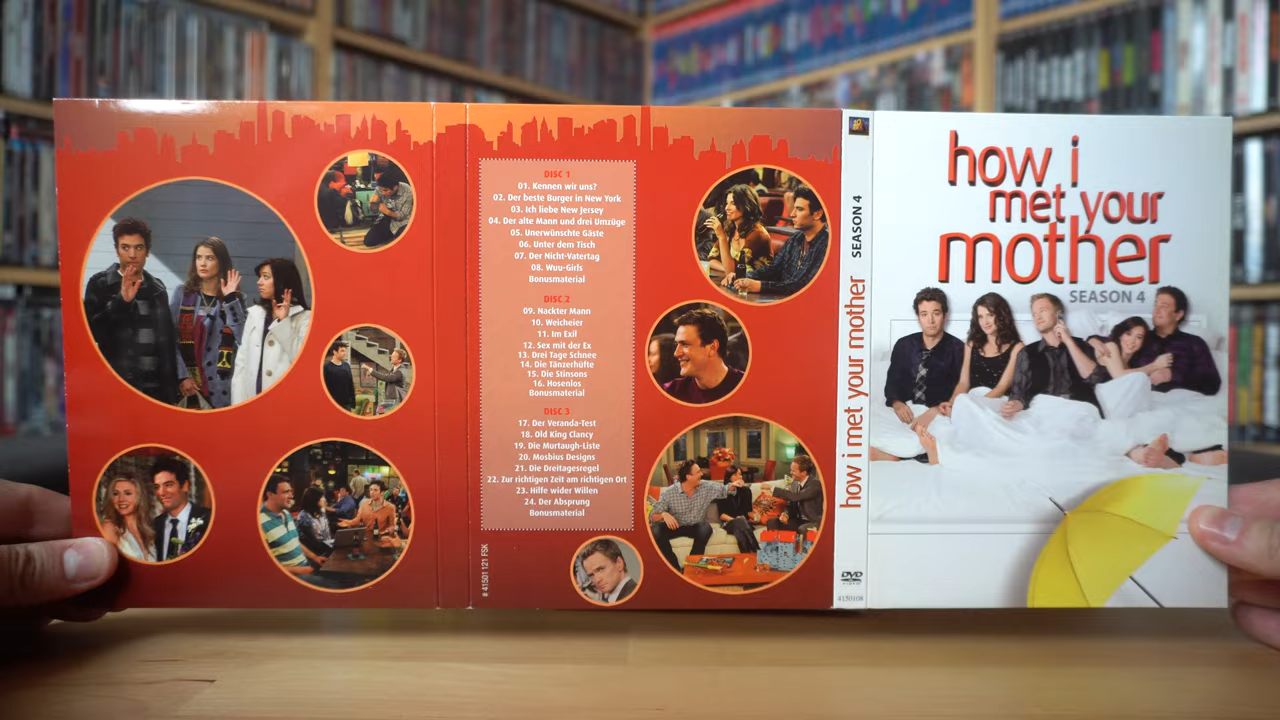 DISC 1
01. Kennen wir uns?
02. Der beste Burger in New York
03. Ich liebe New Jersey
04. Der alte Mann und drei Umzüge
05. Unerwünschte Gäste
06. Unter dem Tisch
07. Der Nicht-Vatertag
08. Wuu-Girls
Bonusmaterial
DISC 2
09. Nackter Mann
10. Weicheier
11. Im Exil
12. Sex mit der Ex
13. Drei Tage Schnee
14. Die Tänzerhüfte
15. Die Stinsons
16. Hosenlos
Bonusmaterial
DISC 3
17. Der Veranda-Test
18. Old King Clancy
19. Die Murtaugh-Liste
20. Mosbius Designs
21. Die Dreitagesregel
22. Zur richtigen Zeit am richtigen Ort
23. Hilfe wider Willen
24. Der Absprung
Bonusmaterial
# 41501 121 FSK
how i met your mother SEASON 4
DVD
4150108
how i
met your
mother
SEASON 4